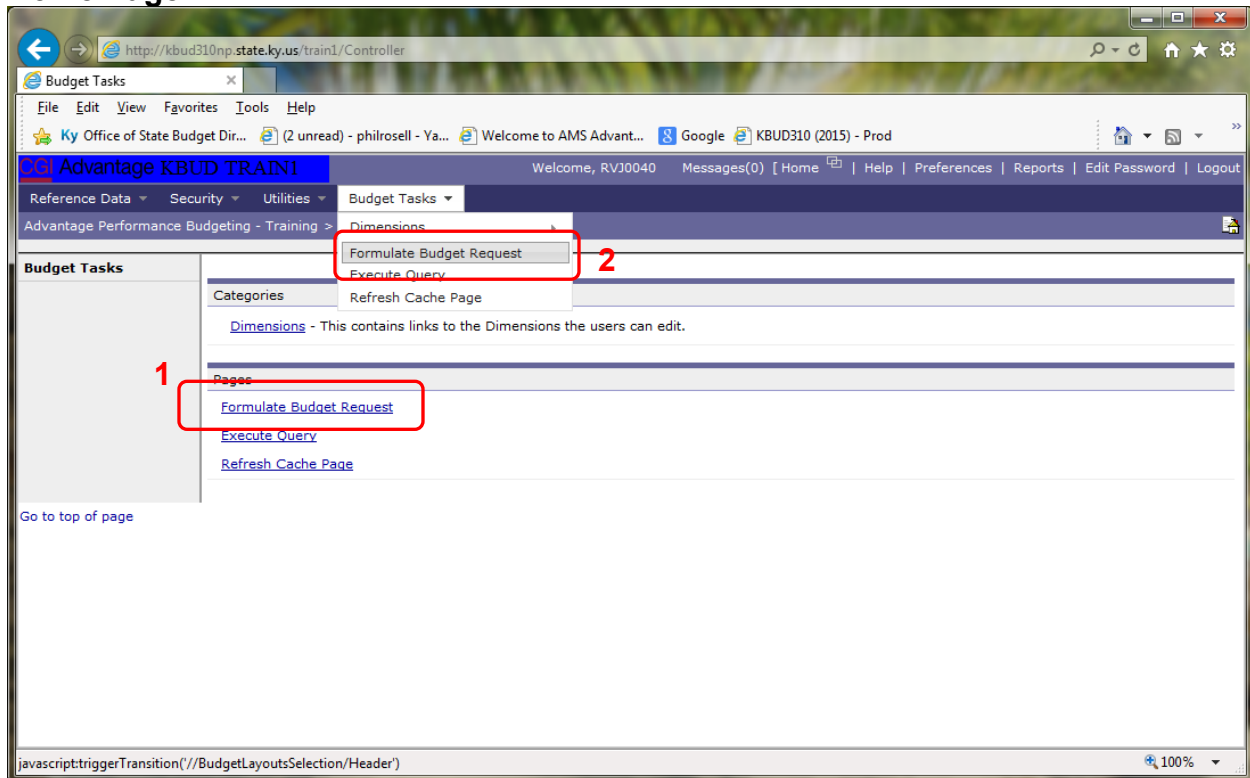 http://kbud310np.state.ky.us/train1/Controller
Budget Tasks
File Edit View Favorites Tools Help
Ky Office of State Budget Dir... (2 unread) - philrosell - Ya... Welcome to AMS Advant... Google KBUD310 (2015) - Prod
CGI Advantage KBUD TRAIN1 Welcome, RVJ0040 Messages(0) [ Home | Help | Preferences | Reports | Edit Password | Logout
Reference Data Security Utilities Budget Tasks
Advantage Performance Budgeting - Training > Dimensions
Formulate Budget Request 2
Budget Tasks
Execute Query
Categories Refresh Cache Page
Dimensions - This contains links to the Dimensions the users can edit.
1 Pages
Formulate Budget Request
Execute Query
Refresh Cache Page
Go to top of page
javascript:triggerTransition('//BudgetLayoutsSelection/Header') 100%